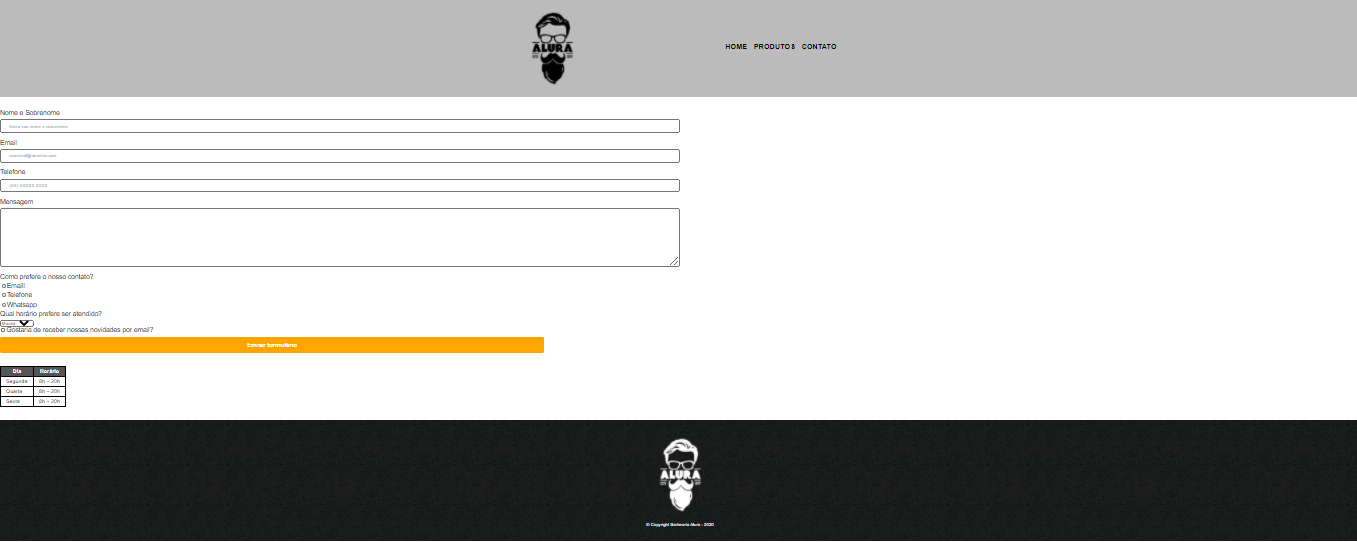 ALURA
HOME PRODUTOS CONTATO
Nome e Sobrenome
Email
Telefone
Mensagem
Como prefere o nosso contato?
Email
Telefone
Whatsapp
Qual horário prefere ser atendido?
Manhã
Gostaria de receber nossas novidades por email?
Enviar formulário
Dia Horário
Segunda 8h ~ 20h
Quarta 8h ~ 20h
Sexta 8h ~ 20h
ALURA
© Copyright Barbearia Alura - 2020